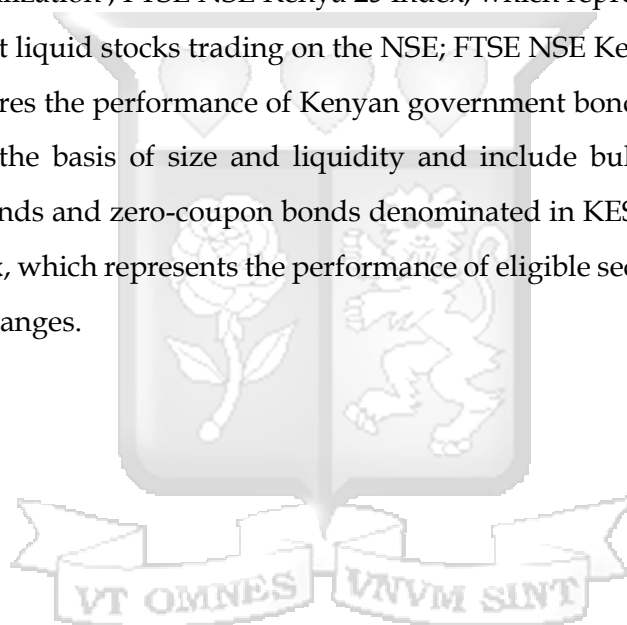 t liquid stocks trading on the NSE; FTSE NSE Ke
res the performance of Kenyan government bonc
the basis of size and liquidity and include bul
nds and zero-coupon bonds denominated in KES
, which represents the performance of eligible sec
anges.
VT OMNES VNVM SINT